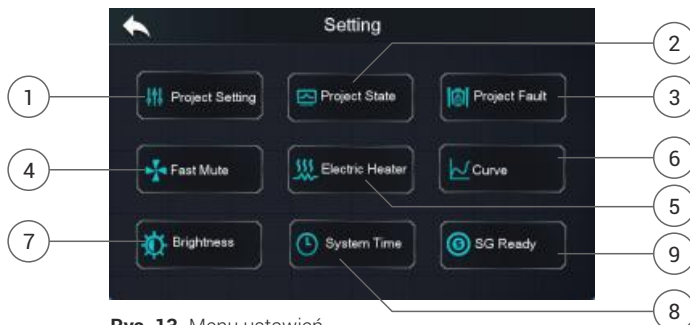 Setting
2
1
Project Setting
Project State
Project Fault
3
4
Fast Mute
Electric Heater
Curve
6
5
7
Brightness
System Time
SG Ready
9
8
Rys. 13. Menu ustawień